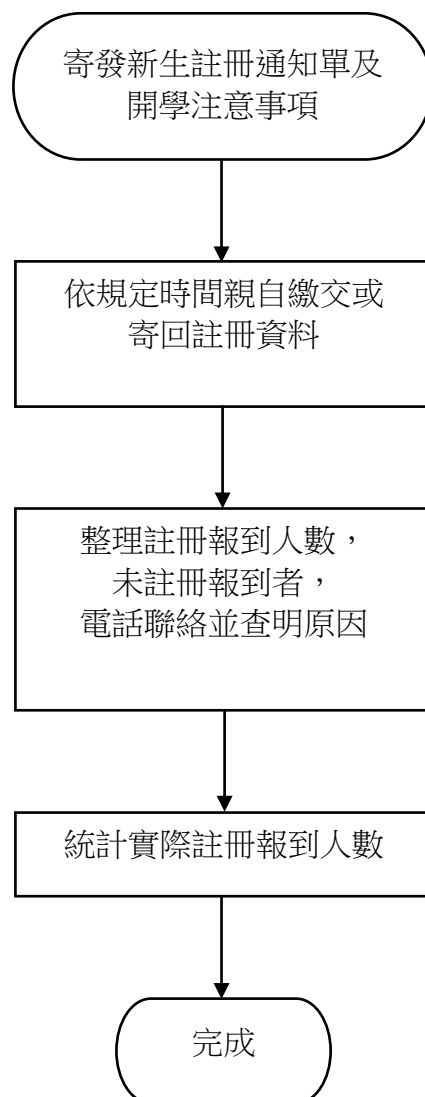 寄發新生註冊通知單及
開學注意事項
依規定時間親自繳交或
寄回註冊資料
整理註冊報到人數，
未註冊報到者，
電話聯絡並查明原因
統計實際註冊報到人數
完成